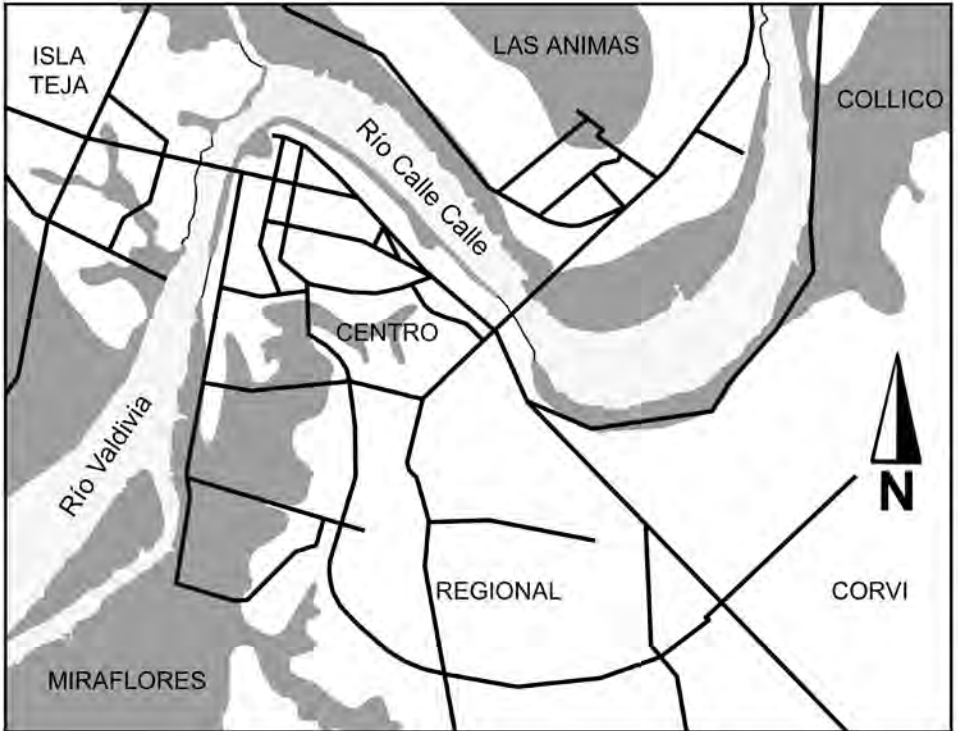 ISLA
TEJA
LAS ANIMAS
COLLICO
Río Calle Calle
CENTRO
Río Valdivia
N
REGIONAL
CORVI
MIRAFLORES